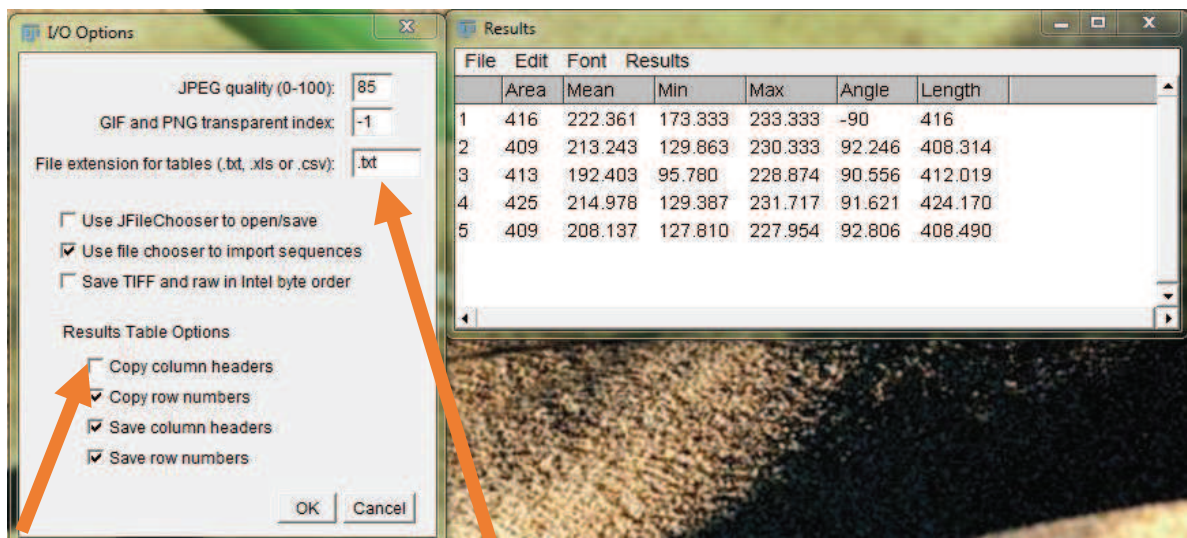 I/O Options
JPEG quality (0-100): 85
GIF and PNG transparent index: -1
File extension for tables (.txt, .xls or .csv): .txt
Use JFileChooser to open/save
Use file chooser to import sequences
Save TIFF and raw in Intel byte order
Results Table Options
Copy column headers
Copy row numbers
Save column headers
Save row numbers
OK Cancel
Results
File Edit Font Results
Area Mean Min Max Angle Length
1 416 222.361 173.333 233.333 -90 416
2 409 213.243 129.863 230.333 92.246 408.314
3 413 192.403 95.780 228.874 90.556 412.019
4 425 214.978 129.387 231.717 91.621 424.170
5 409 208.137 127.810 227.954 92.806 408.490